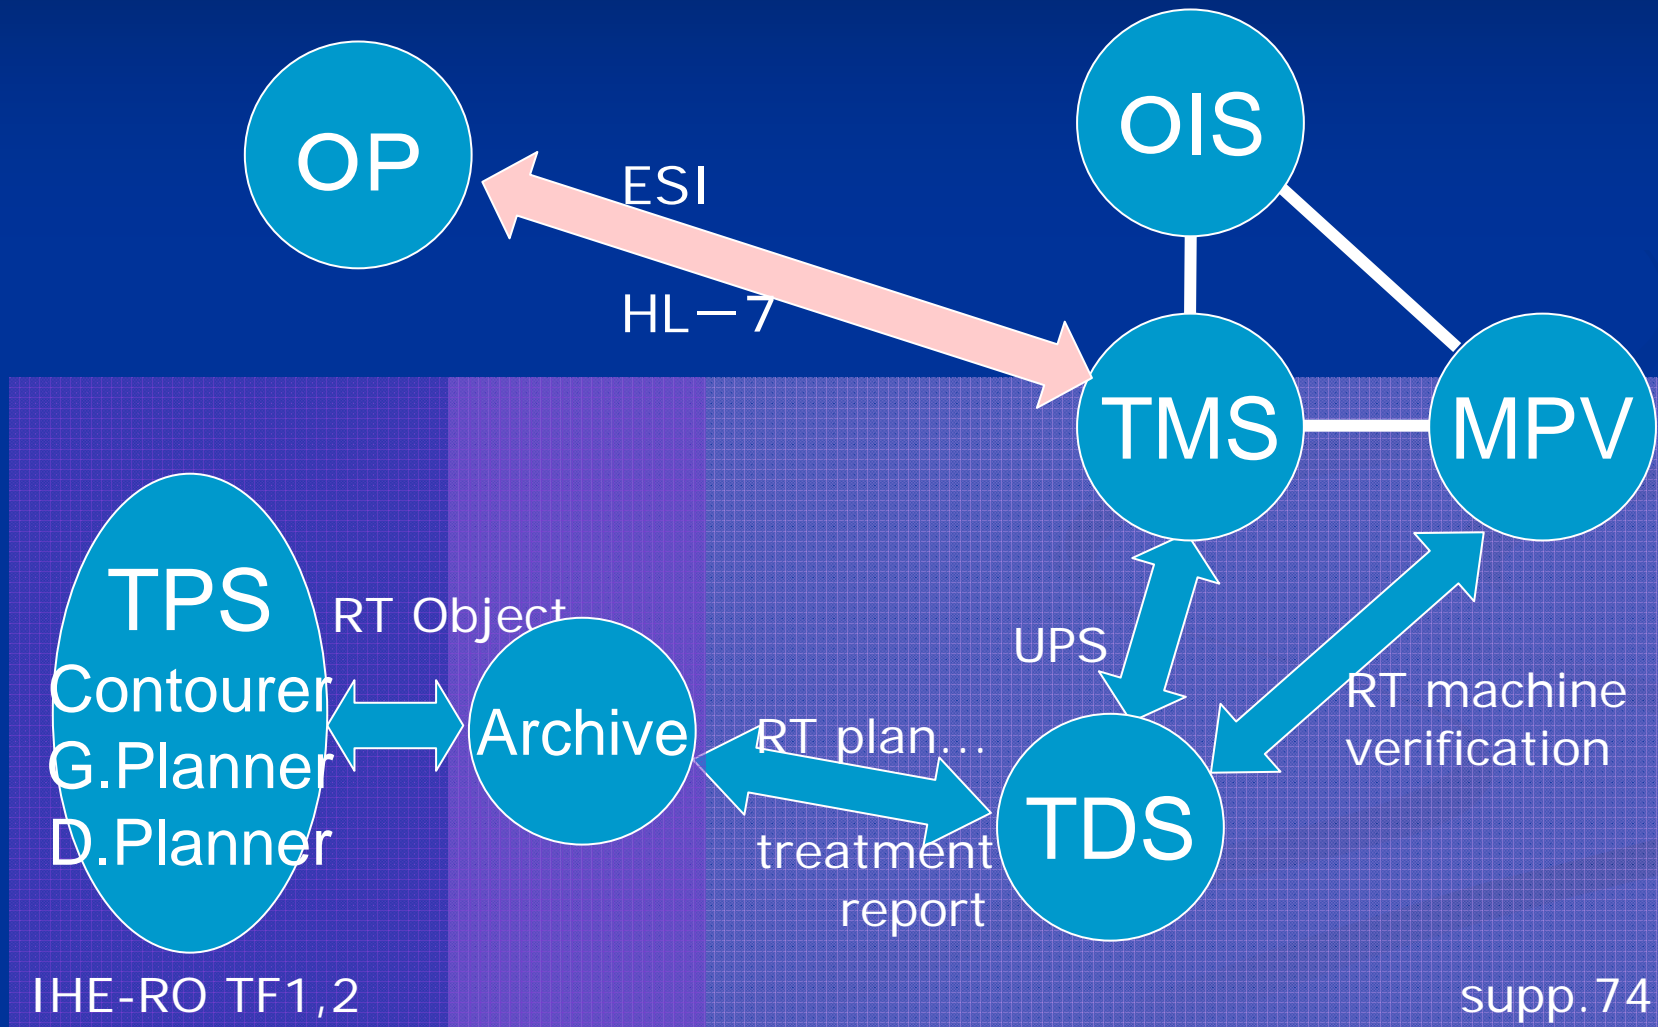 OP
OIS
ESI
HL−7
TMS
MPV
TPS
Contourer
G.Planner
D.Planner
RT Object
Archive
UPS
RT machine
verification
RT plan...
treatment
report
TDS
IHE-RO TF1,2
supp.74